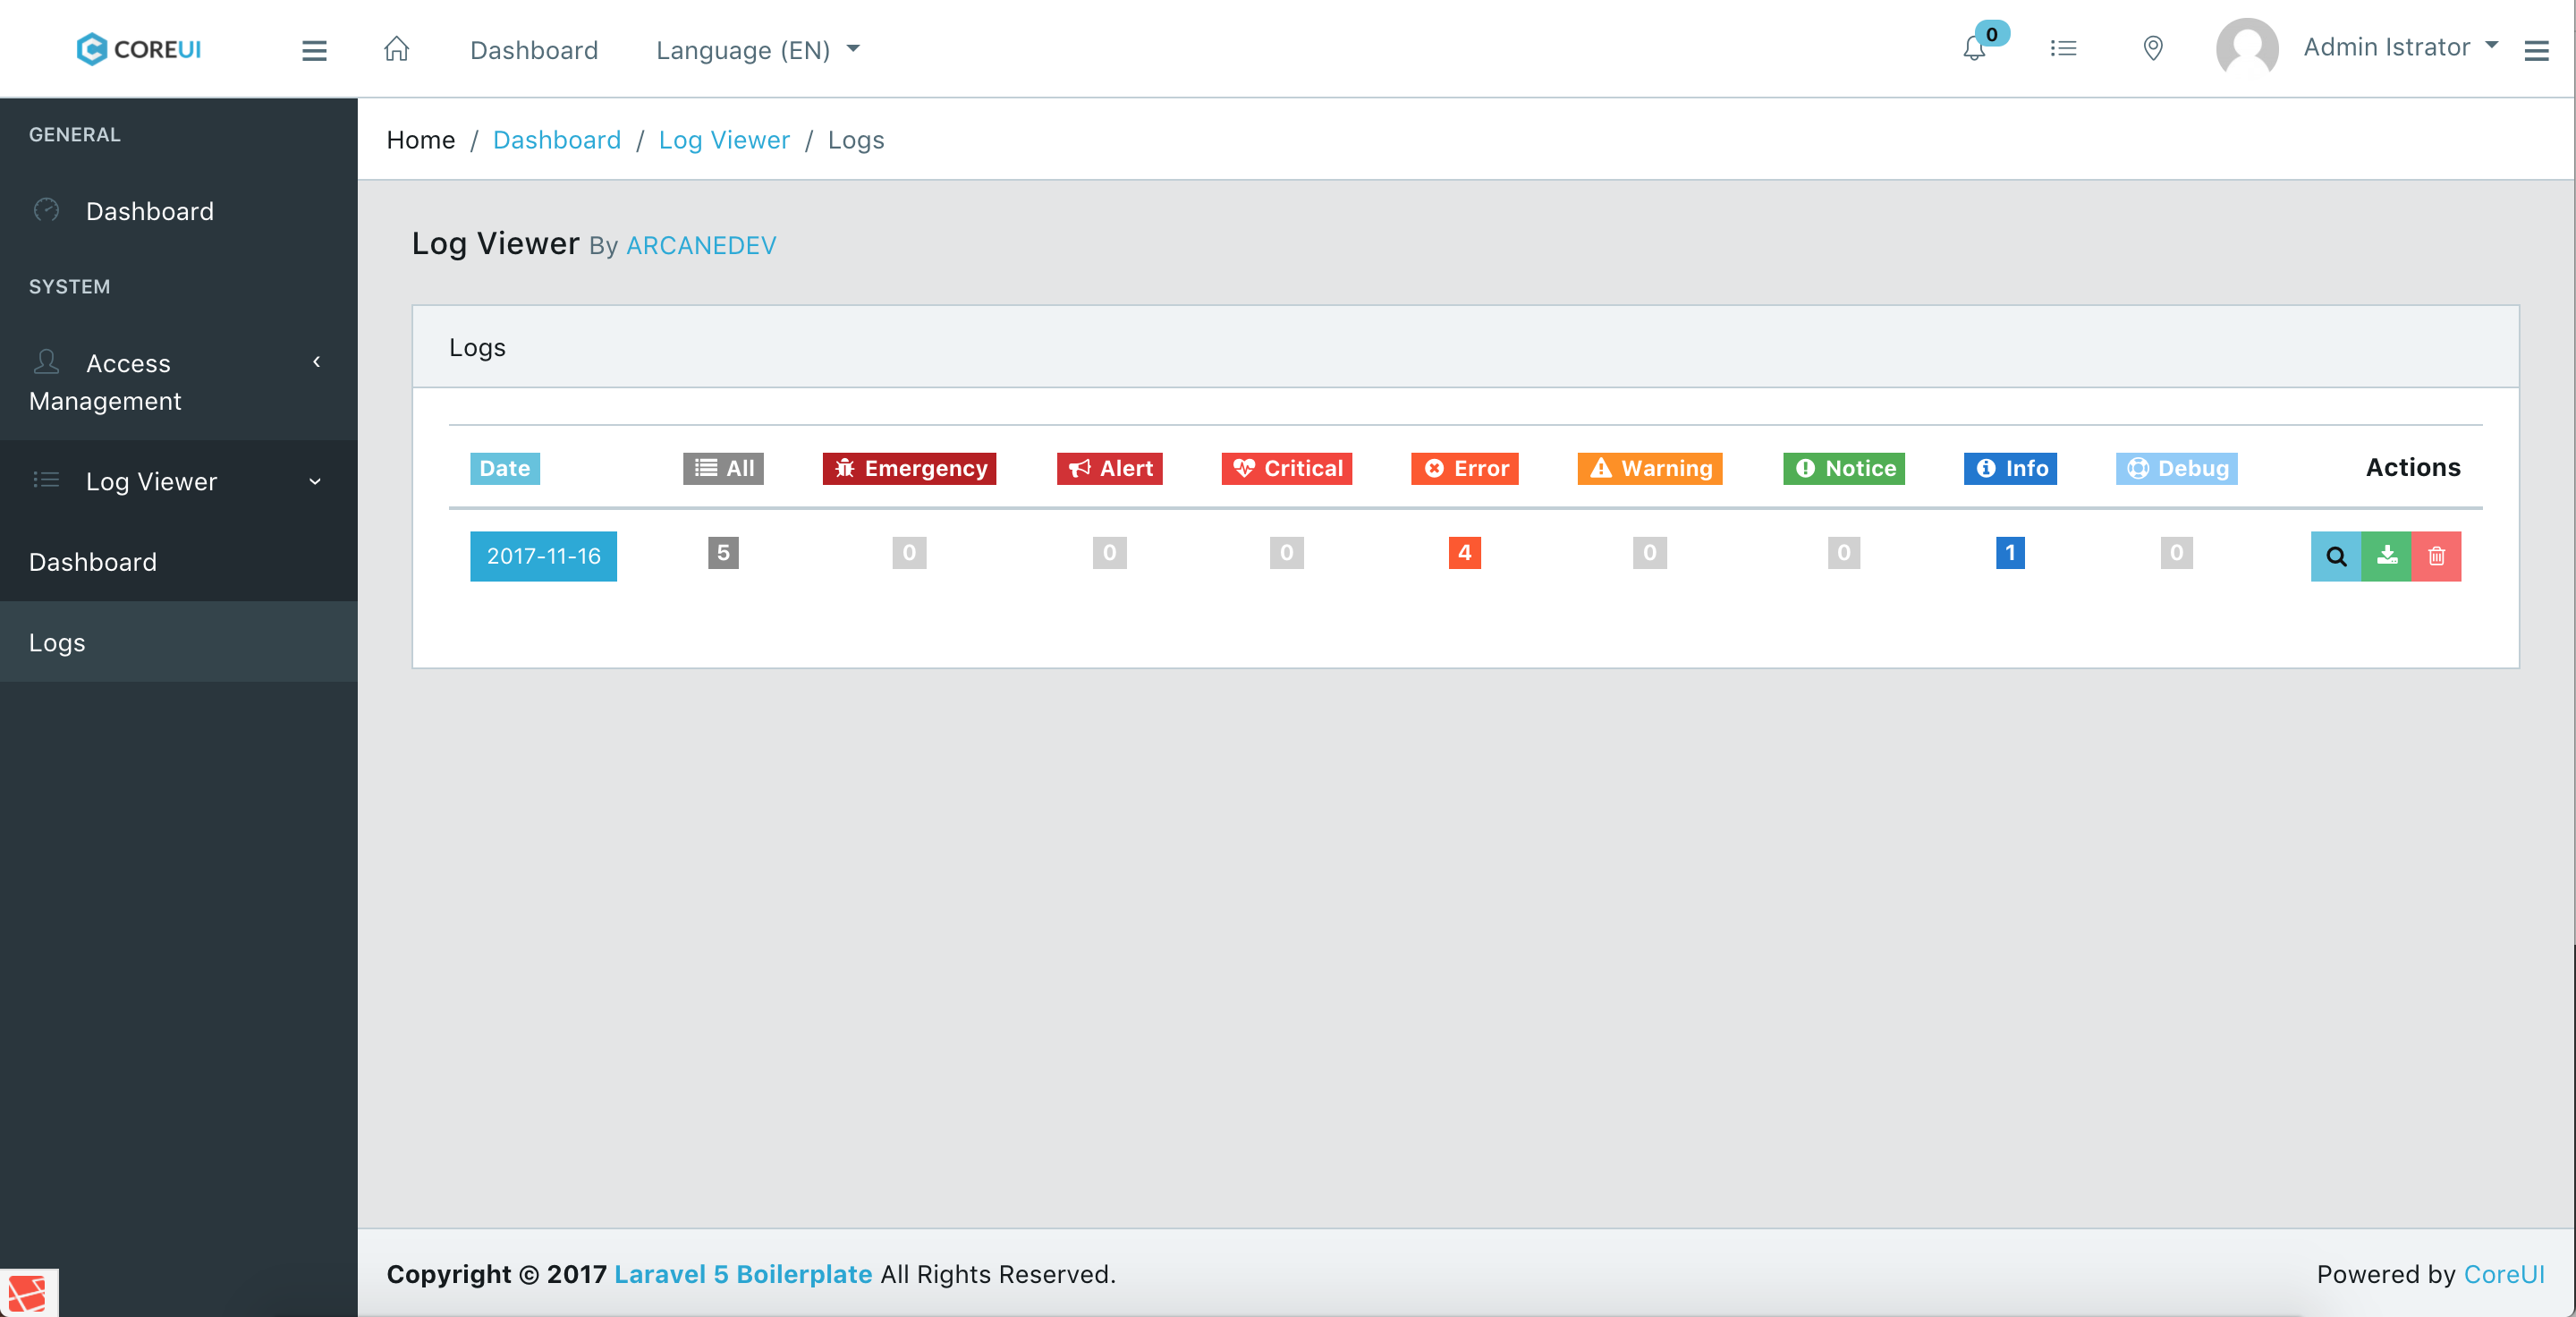 COREUI
Dashboard
Language (EN)
0
Admin Istrator
GENERAL
Dashboard
SYSTEM
Access
Management
Log Viewer
Dashboard
Logs
Home / Dashboard / Log Viewer / Logs
Log Viewer By ARCANEDEV
Logs
Date All Emergency Alert Critical Error Warning Notice Info Debug Actions
2017-11-16 5 0 0 0 4 0 0 1 0
Copyright © 2017 Laravel 5 Boilerplate All Rights Reserved.
Powered by CoreUI